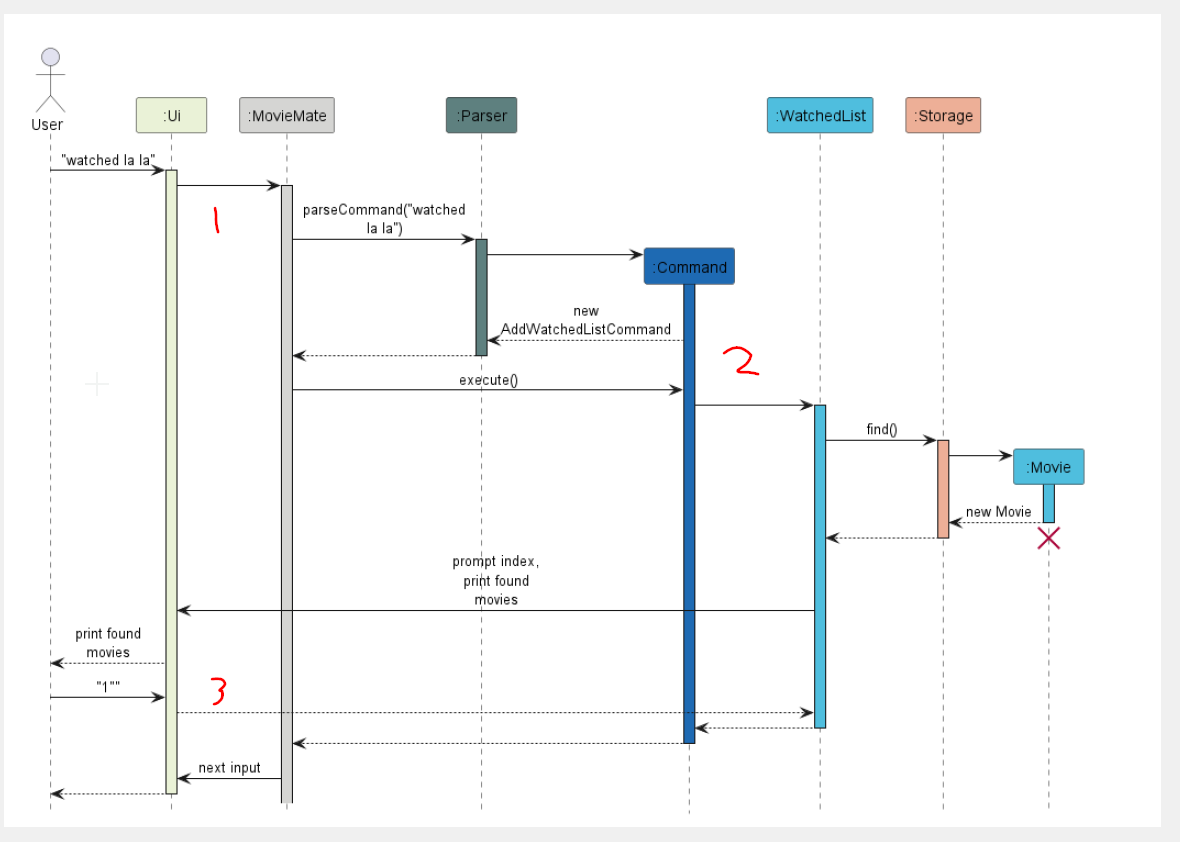 User
:Ui
:MovieMate
:Parser
:WatchedList
:Storage
"watched la la"
1
parseCommand("watched
la la")
:Command
new
AddWatchedListCommand
2
execute()
find()
:Movie
new Movie
prompt index,
print found
movies
print found
movies
"1""
3
next input